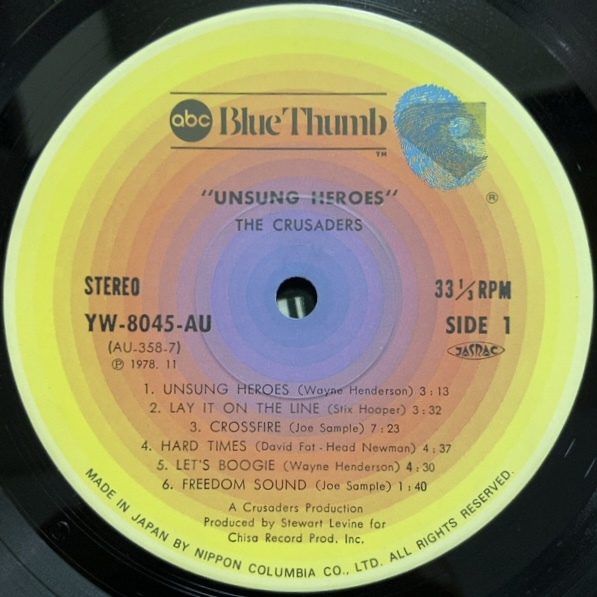 abc Blue Thumb
TM
"UNSUNG HEROES"
®
THE CRUSADERS
STEREO
33 1/3 RPM
YW-8045-AU
SIDE 1
(AU-358-7)
JASRAC
Ⓟ 1978. 11
1. UNSUNG HEROES (Wayne Henderson) 3:13
2. LAY IT ON THE LINE (Stix Hooper) 3:32
3. CROSSFIRE (Joe Sample) 7:23
4. HARD TIMES (David Fat-Head Newman) 4:37
5. LET'S BOOGIE (Wayne Henderson) 4:30
6. FREEDOM SOUND (Joe Sample) 1:40
A Crusaders Production
Produced by Stewart Levine for
Chisa Record Prod. Inc.
MADE IN JAPAN BY NIPPON COLUMBIA CO., LTD. ALL RIGHTS RESERVED.